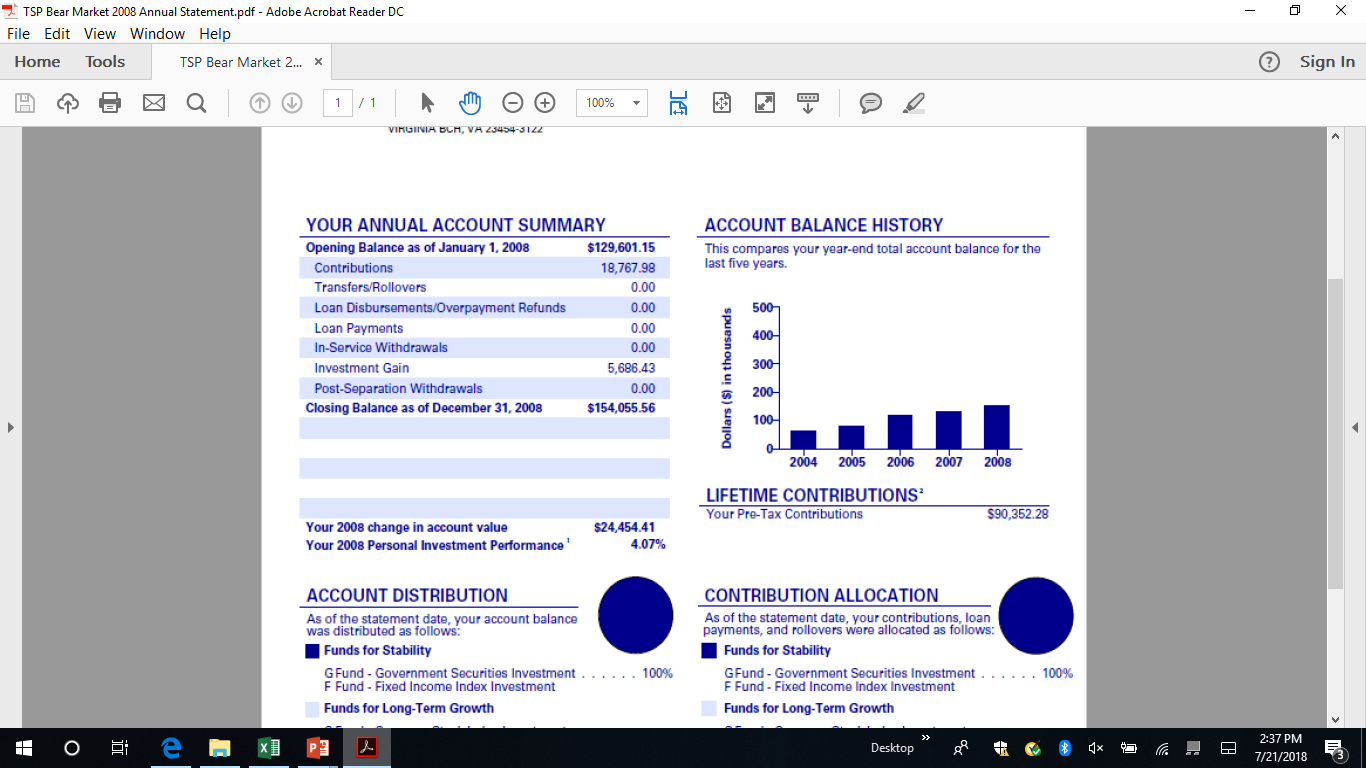 TSP Bear Market 2008 Annual Statement.pdf - Adobe Acrobat Reader DC
File Edit View Window Help
Home Tools TSP Bear Market 2... × ? Sign In
1 / 1 100%
VIRGINIA BCH, VA 23454-3122
YOUR ANNUAL ACCOUNT SUMMARY
Opening Balance as of January 1, 2008 $129,601.15
Contributions 18,767.98
Transfers/Rollovers 0.00
Loan Disbursements/Overpayment Refunds 0.00
Loan Payments 0.00
In-Service Withdrawals 0.00
Investment Gain 5,686.43
Post-Separation Withdrawals 0.00
Closing Balance as of December 31, 2008 $154,055.56
Your 2008 change in account value $24,454.41
Your 2008 Personal Investment Performance¹ 4.07%
ACCOUNT BALANCE HISTORY
This compares your year-end total account balance for the
last five years.
Dollars ($) in thousands
500
400
300
200
100
0
2004 2005 2006 2007 2008
LIFETIME CONTRIBUTIONS²
Your Pre-Tax Contributions $90,352.28
ACCOUNT DISTRIBUTION
As of the statement date, your account balance
was distributed as follows:
Funds for Stability
G Fund - Government Securities Investment . . . . . . 100%
F Fund - Fixed Income Index Investment
Funds for Long-Term Growth
CONTRIBUTION ALLOCATION
As of the statement date, your contributions, loan
payments, and rollovers were allocated as follows:
Funds for Stability
G Fund - Government Securities Investment . . . . . . 100%
F Fund - Fixed Income Index Investment
Funds for Long-Term Growth
Desktop »
2:37 PM
7/21/2018
3